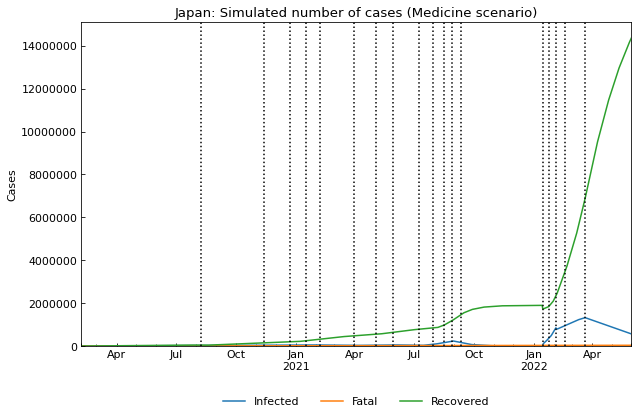 Japan: Simulated number of cases (Medicine scenario)
14000000
12000000
10000000
8000000
6000000
4000000
2000000
0
Cases
Apr Jul Oct Jan Apr Jul Oct Jan Apr
2021 2022
Infected Fatal Recovered